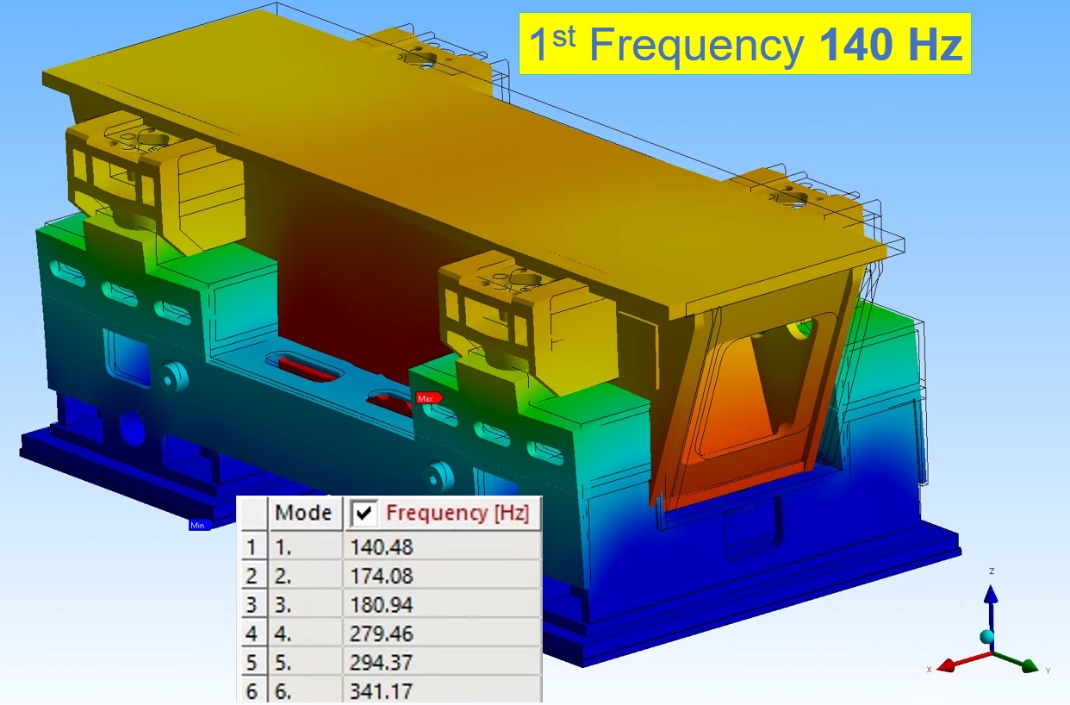 1st Frequency 140 Hz
Max
Min
Mode Frequency [Hz]
1 1. 140.48
2 2. 174.08
3 3. 180.94
4 4. 279.46
5 5. 294.37
6 6. 341.17
Z
X
Y